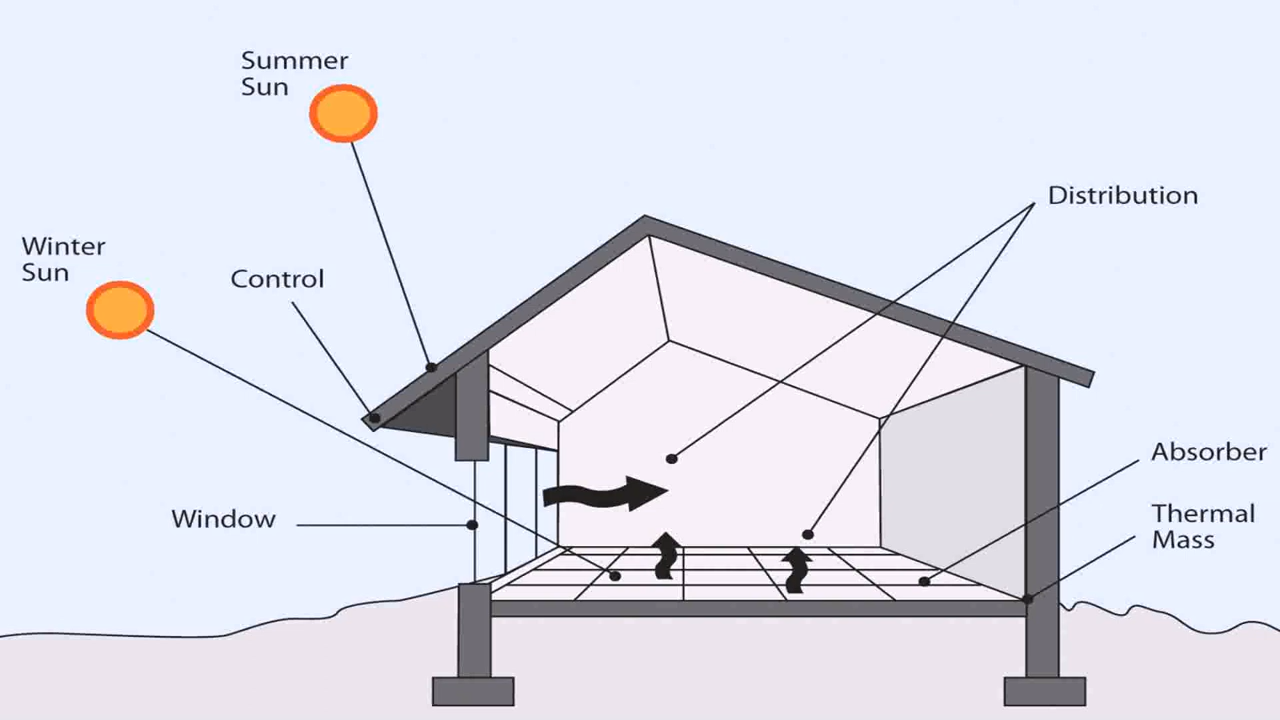 Summer
Sun
Distribution
Winter
Sun
Control
Absorber
Thermal
Mass
Window